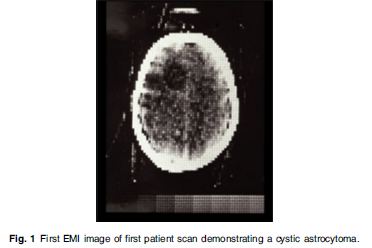 Fig. 1 First EMI image of first patient scan demonstrating a cystic astrocytoma.